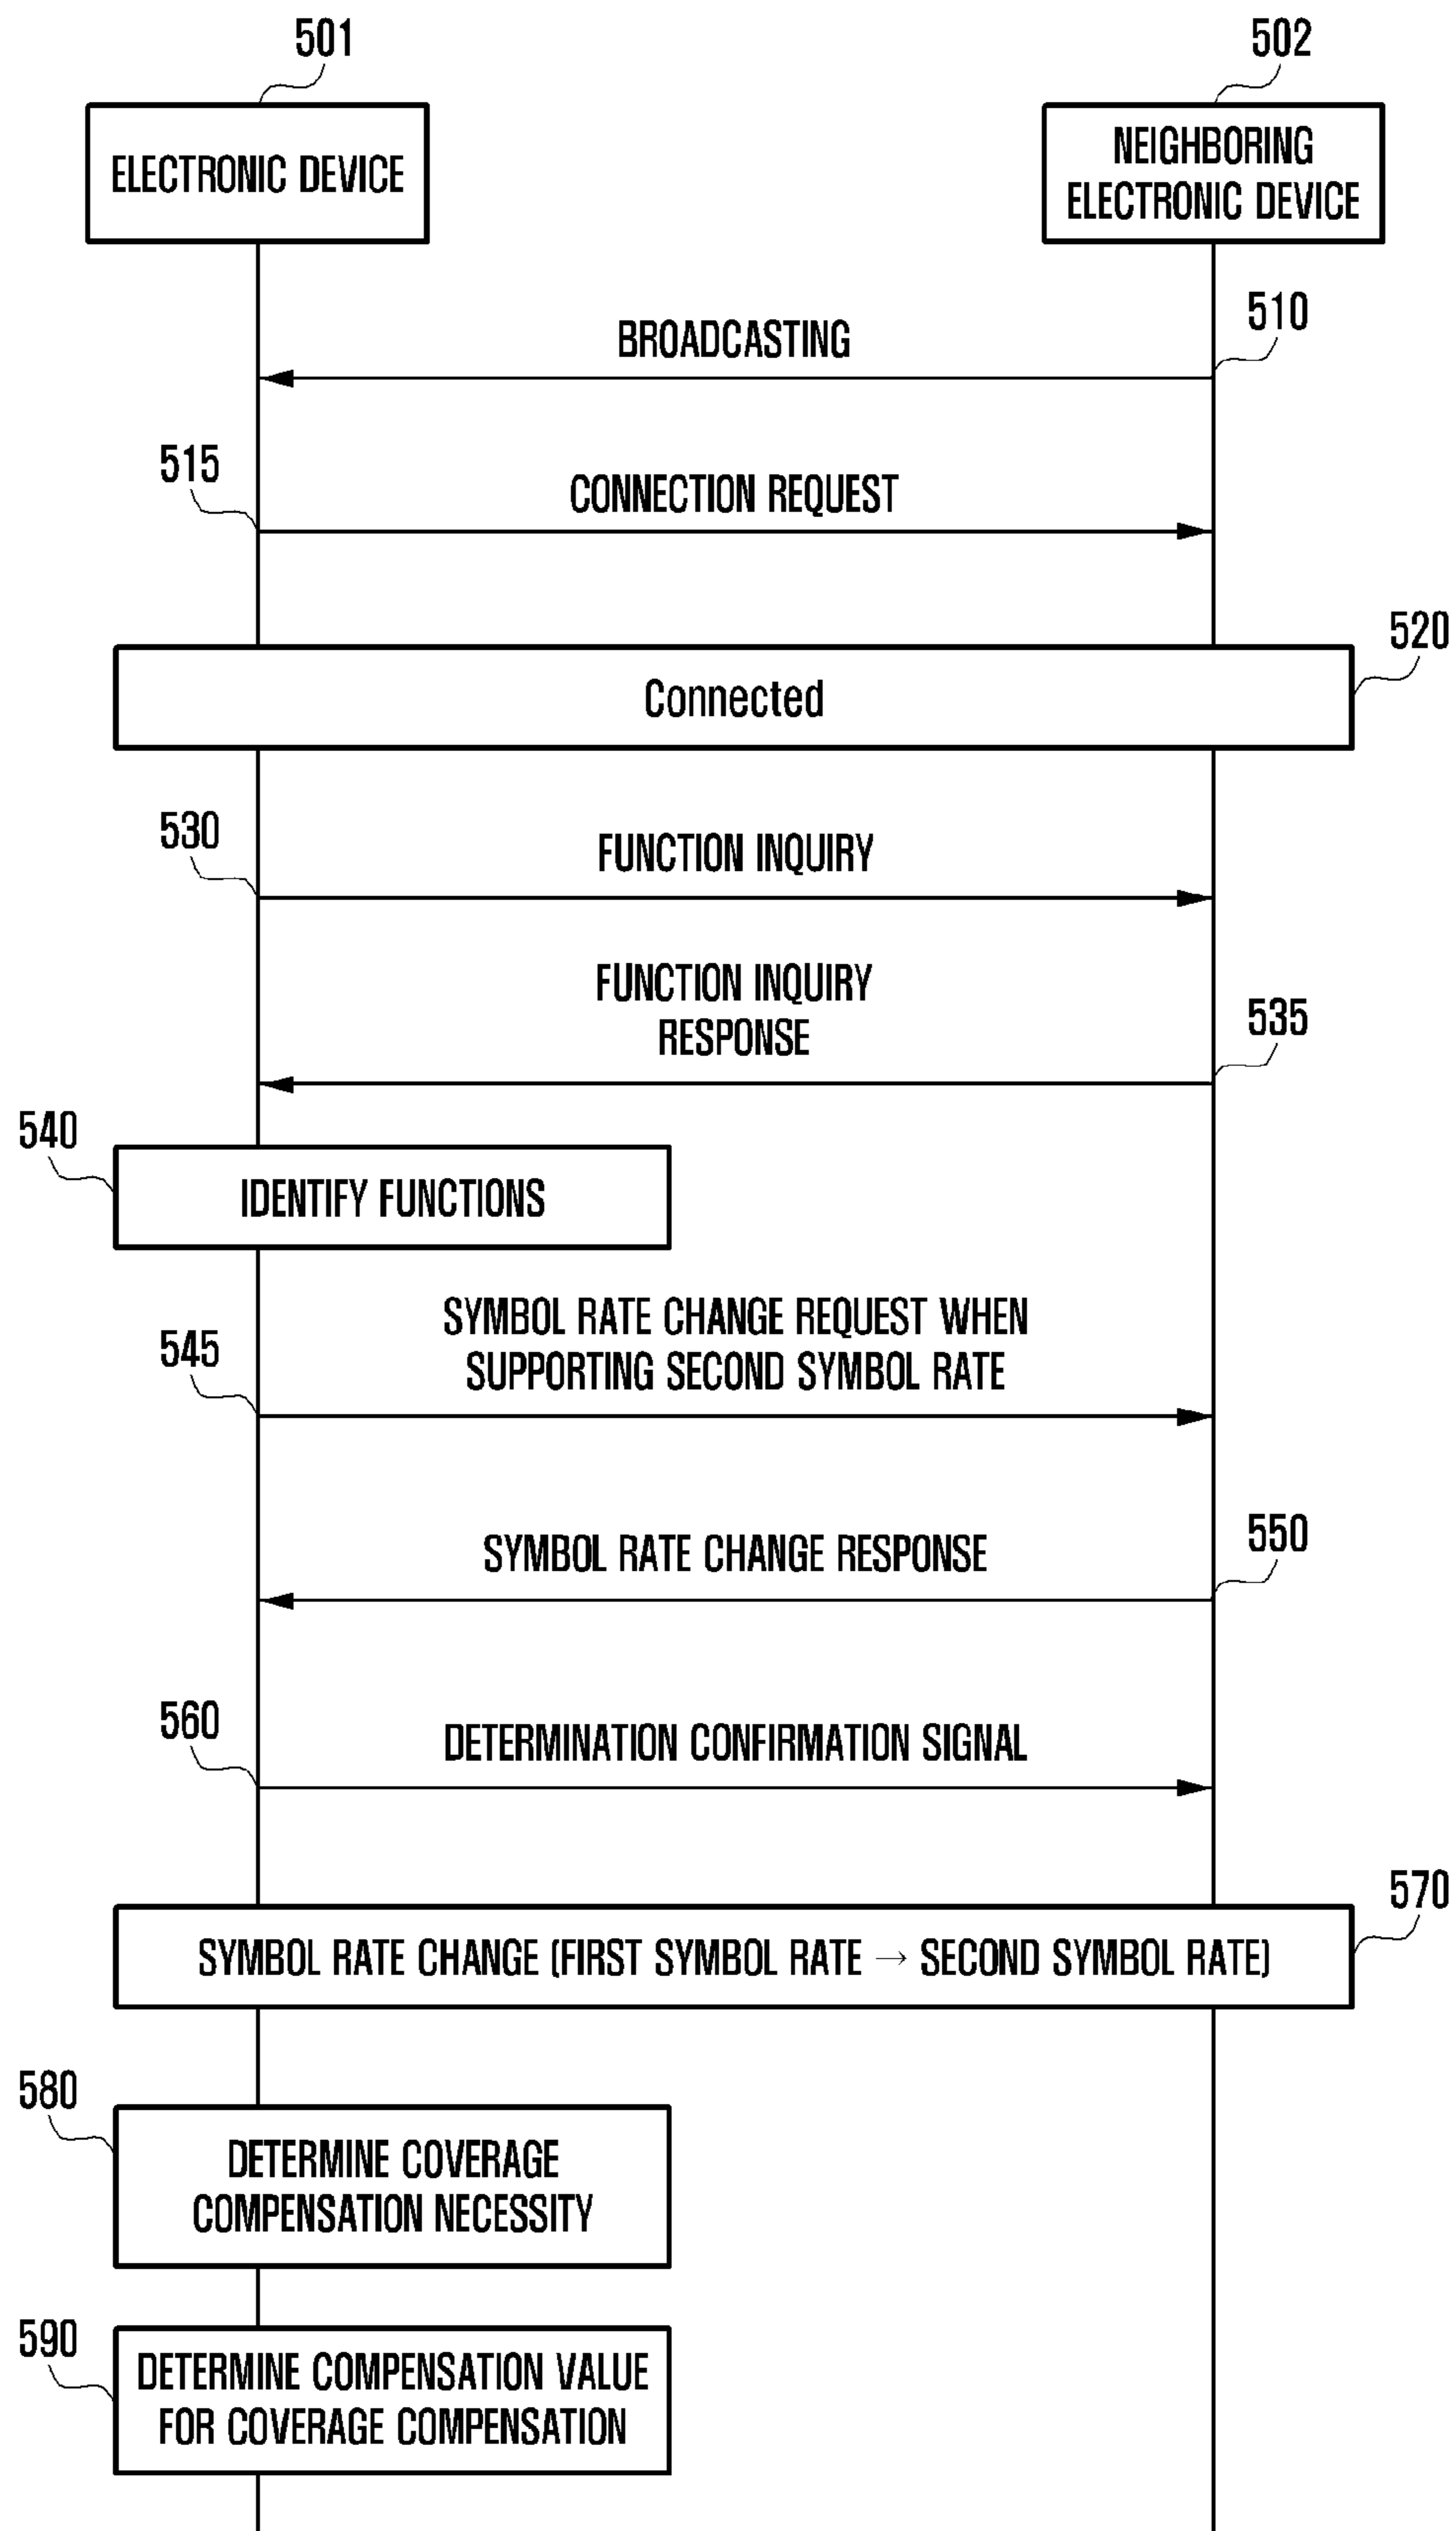 501
502
ELECTRONIC DEVICE
NEIGHBORING
ELECTRONIC DEVICE
510
BROADCASTING
515
CONNECTION REQUEST
520
Connected
530
FUNCTION INQUIRY
FUNCTION INQUIRY
RESPONSE
535
540
IDENTIFY FUNCTIONS
SYMBOL RATE CHANGE REQUEST WHEN
SUPPORTING SECOND SYMBOL RATE
545
550
SYMBOL RATE CHANGE RESPONSE
560
DETERMINATION CONFIRMATION SIGNAL
570
SYMBOL RATE CHANGE (FIRST SYMBOL RATE → SECOND SYMBOL RATE)
580
DETERMINE COVERAGE
COMPENSATION NECESSITY
590
DETERMINE COMPENSATION VALUE
FOR COVERAGE COMPENSATION